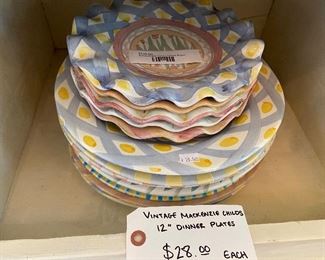 VINTAGE MACKENZIE CHILDS
12" DINNER PLATES
$28.00 EACH